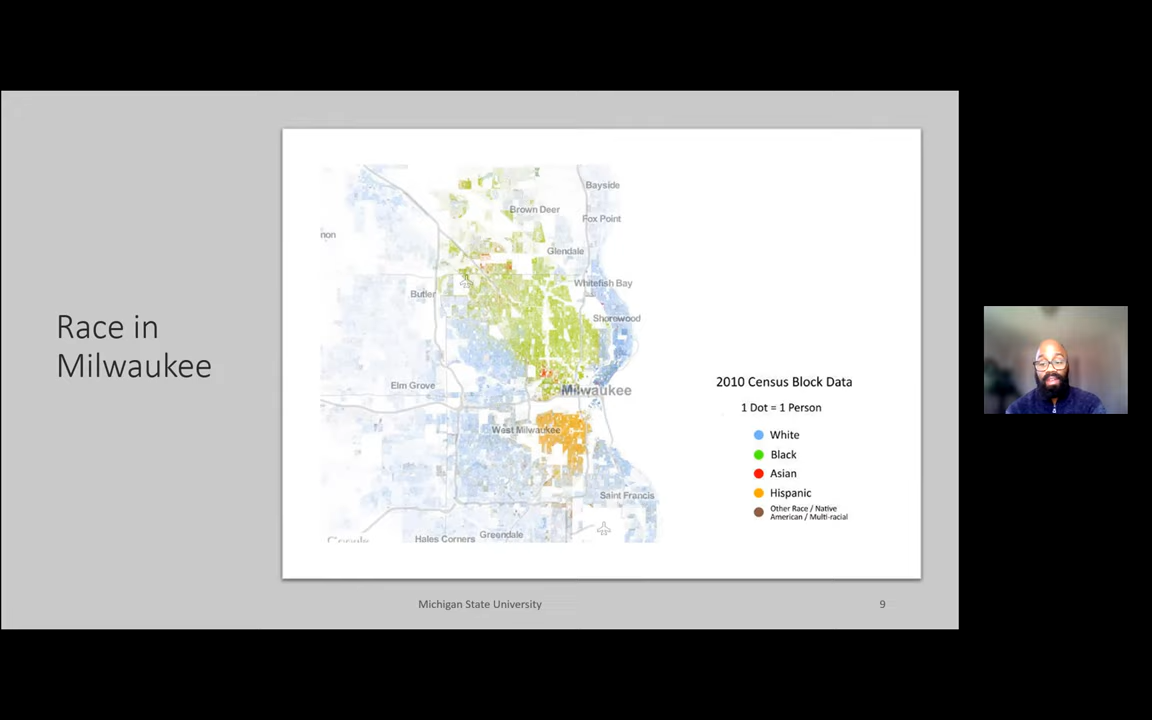 Race in
Milwaukee
Bayside
Brown Deer
Fox Point
non
Glendale
Whitefish Bay
Butler
Shorewood
Elm Grove
Milwaukee
West Milwaukee
Saint Francis
Hales Corners
Greendale
Google
2010 Census Block Data
1 Dot = 1 Person
White
Black
Asian
Hispanic
Other Race / Native
American / Multi-racial
Michigan State University
9